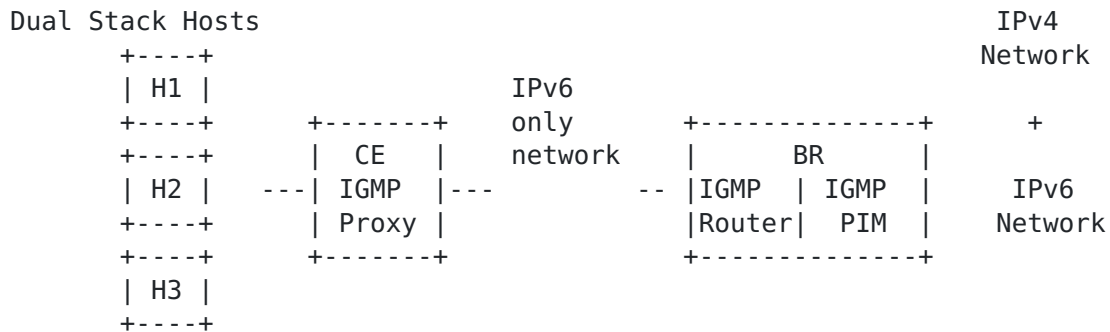 Dual Stack Hosts IPv4
+----+ Network
| H1 | IPv6
+----+ +-------+ only +--------------+ +
+----+ | CE | network | BR |
| H2 | ---| IGMP |--- -- |IGMP | IGMP | IPv6
+----+ | Proxy | |Router| PIM | Network
+----+ +-------+ +--------------+
| H3 |
+----+